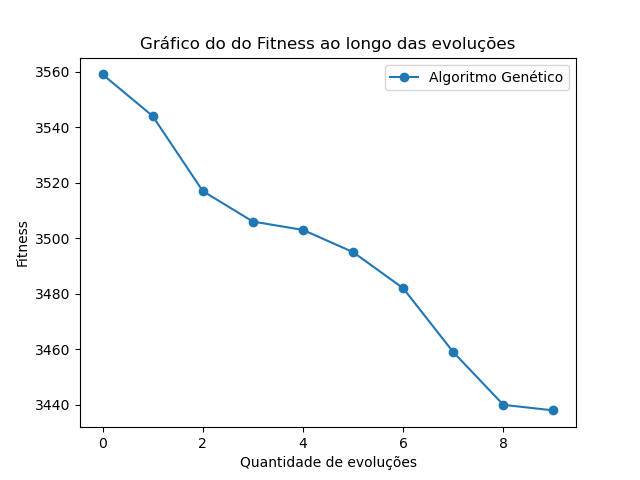 Gráfico do do Fitness ao longo das evoluções
Algoritmo Genético
Fitness
3560
3540
3520
3500
3480
3460
3440
0 2 4 6 8
Quantidade de evoluções